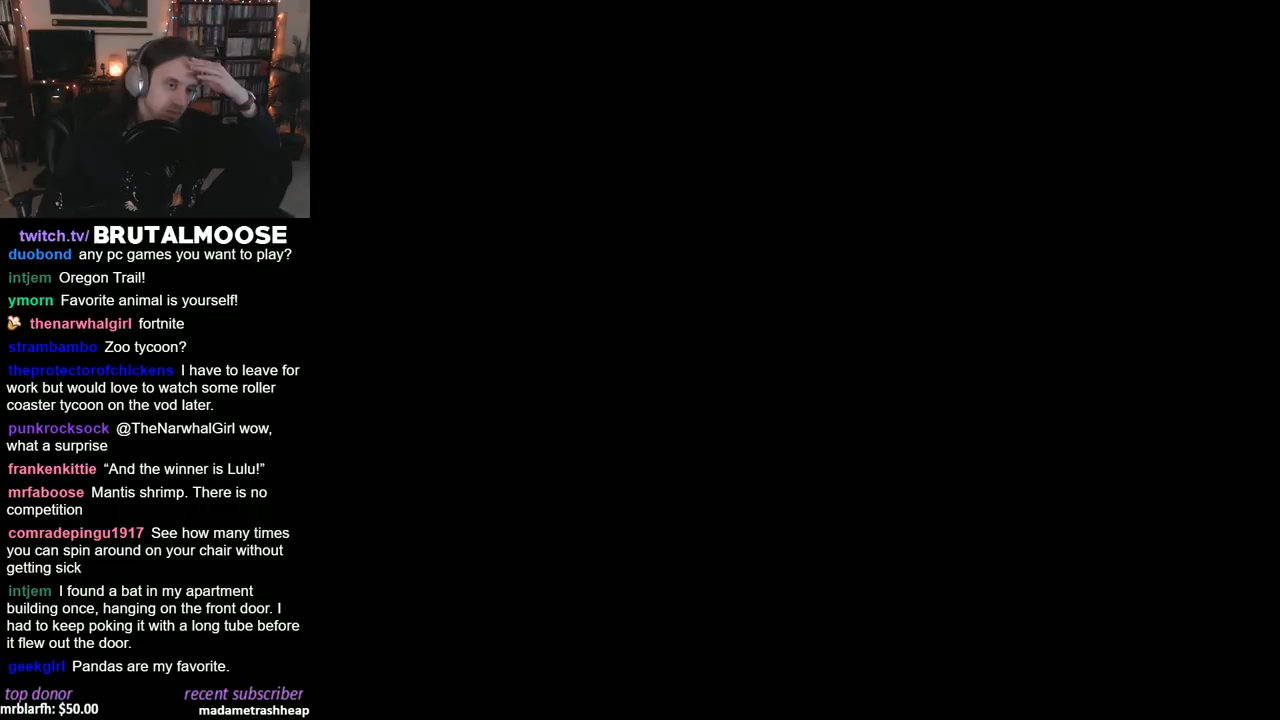 twitch.tv/ BRUTALMOOSE
duobond any pc games you want to play?
intjem Oregon Trail!
ymorn Favorite animal is yourself!
thenarwhalgirl fortnite
strambambo Zoo tycoon?
theprotectorofchickens I have to leave for
work but would love to watch some roller
coaster tycoon on the vod later.
punkrocksock @TheNarwhalGirl wow,
what a surprise
frankenkittie “And the winner is Lulu!”
mrfaboose Mantis shrimp. There is no
competition
comradepingu1917 See how many times
you can spin around on your chair without
getting sick
intjem I found a bat in my apartment
building once, hanging on the front door. I
had to keep poking it with a long tube before
it flew out the door.
geekgirl Pandas are my favorite.
top donor recent subscriber
mrblarfh: $50.00 madametrashheap